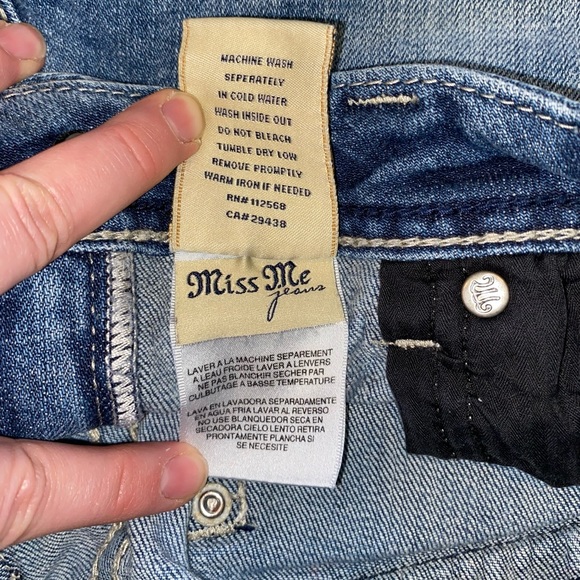 MACHINE WASH
SEPERATELY
IN COLD WATER
WASH INSIDE OUT
DO NOT BLEACH
TUMBLE DRY LOW
REMOVE PROMPTLY
WARM IRON IF NEEDED
RN# 112568
CA# 29438
Miss Me
jeans
LAVER A LA MACHINE SEPAREMENT
A LEAU FROIDE LAVER A LENVERS
NE PAS BLANCHIR SECHER PAR
CULBUTAGE A BASSE TEMPERATURE
LAVA EN LAVADORA SEPARADAMENTE
EN AGUA FRIA LAVAR AL REVERSO
NO USE BLANQUEDOR SECA EN
SECADORA CIELO LENTO RETIRA
PRONTAMENTE PLANCHA SI
SE NECESITE
M